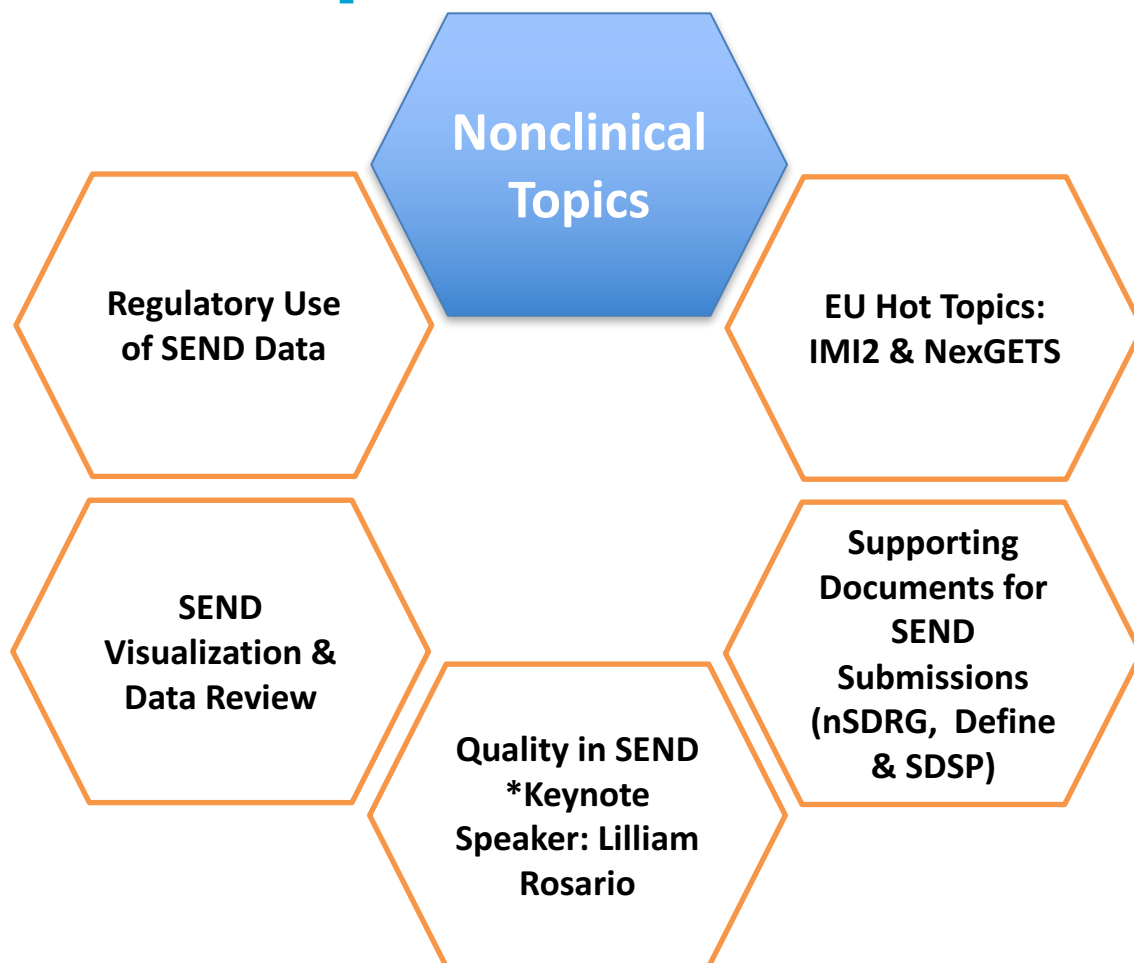 Nonclinical
Topics
Regulatory Use
of SEND Data
EU Hot Topics:
IMI2 & NexGETS
SEND
Visualization &
Data Review
Supporting
Documents for
SEND
Submissions
(nSDRG, Define
& SDSP)
Quality in SEND
*Keynote
Speaker: Lilliam
Rosario